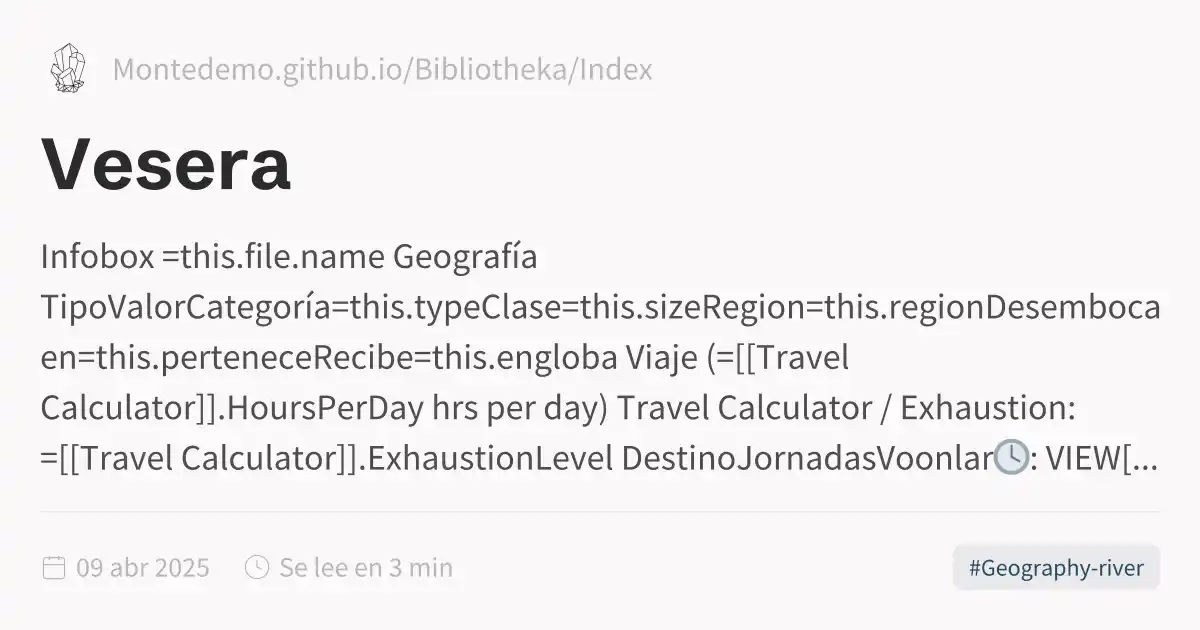 Montedemo.github.io/Bibliotheka/Index
Vesera
Infobox =this.file.name Geografía
TipoValorCategoría=this.typeClase=this.sizeRegion=this.regionDesemboca
en=this.perteneceRecibe=this.engloba Viaje (=[[Travel
Calculator]].HoursPerDay hrs per day) Travel Calculator / Exhaustion:
=[[Travel Calculator]].ExhaustionLevel DestinoJornadasVoonlar🕓: VIEW[...
09 abr 2025 Se lee en 3 min #Geography-river